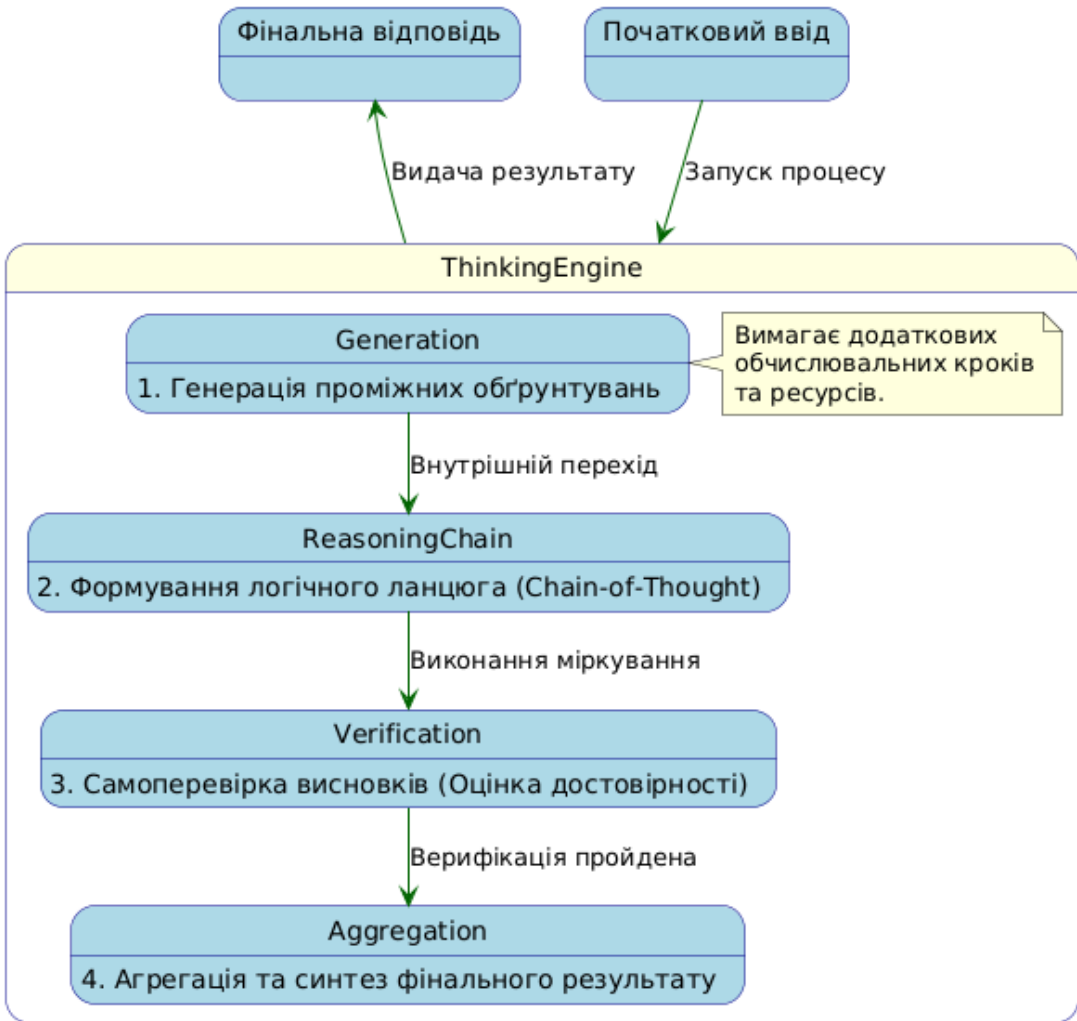 Фінальна відповідь
Початковий ввід
Видача результату
Запуск процесу
ThinkingEngine
Generation
1. Генерація проміжних обґрунтувань
Вимагає додаткових
обчислювальних кроків
та ресурсів.
Внутрішній перехід
ReasoningChain
2. Формування логічного ланцюга (Chain-of-Thought)
Виконання міркування
Verification
3. Самоперевірка висновків (Оцінка достовірності)
Верифікація пройдена
Aggregation
4. Агрегація та синтез фінального результату